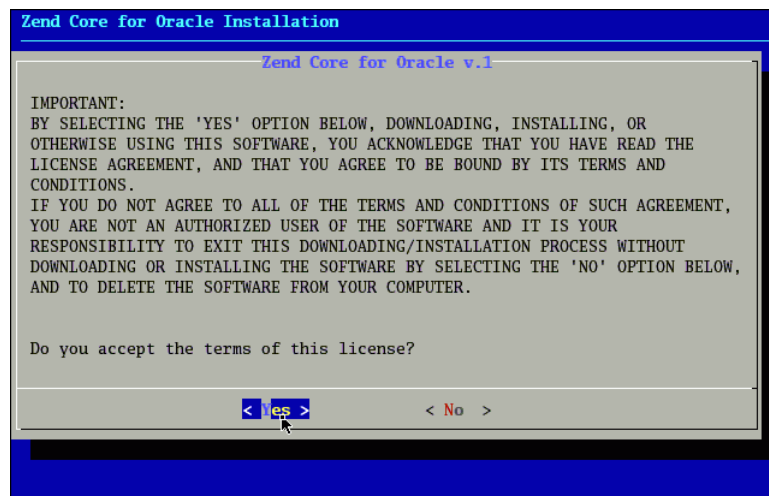 Zend Core for Oracle Installation
Zend Core for Oracle v.1
IMPORTANT:
BY SELECTING THE 'YES' OPTION BELOW, DOWNLOADING, INSTALLING, OR
OTHERWISE USING THIS SOFTWARE, YOU ACKNOWLEDGE THAT YOU HAVE READ THE
LICENSE AGREEMENT, AND THAT YOU AGREE TO BE BOUND BY ITS TERMS AND
CONDITIONS.
IF YOU DO NOT AGREE TO ALL OF THE TERMS AND CONDITIONS OF SUCH AGREEMENT,
YOU ARE NOT AN AUTHORIZED USER OF THE SOFTWARE AND IT IS YOUR
RESPONSIBILITY TO EXIT THIS DOWNLOADING/INSTALLATION PROCESS WITHOUT
DOWNLOADING OR INSTALLING THE SOFTWARE BY SELECTING THE 'NO' OPTION BELOW,
AND TO DELETE THE SOFTWARE FROM YOUR COMPUTER.
Do you accept the terms of this license?
< Yes > < No >